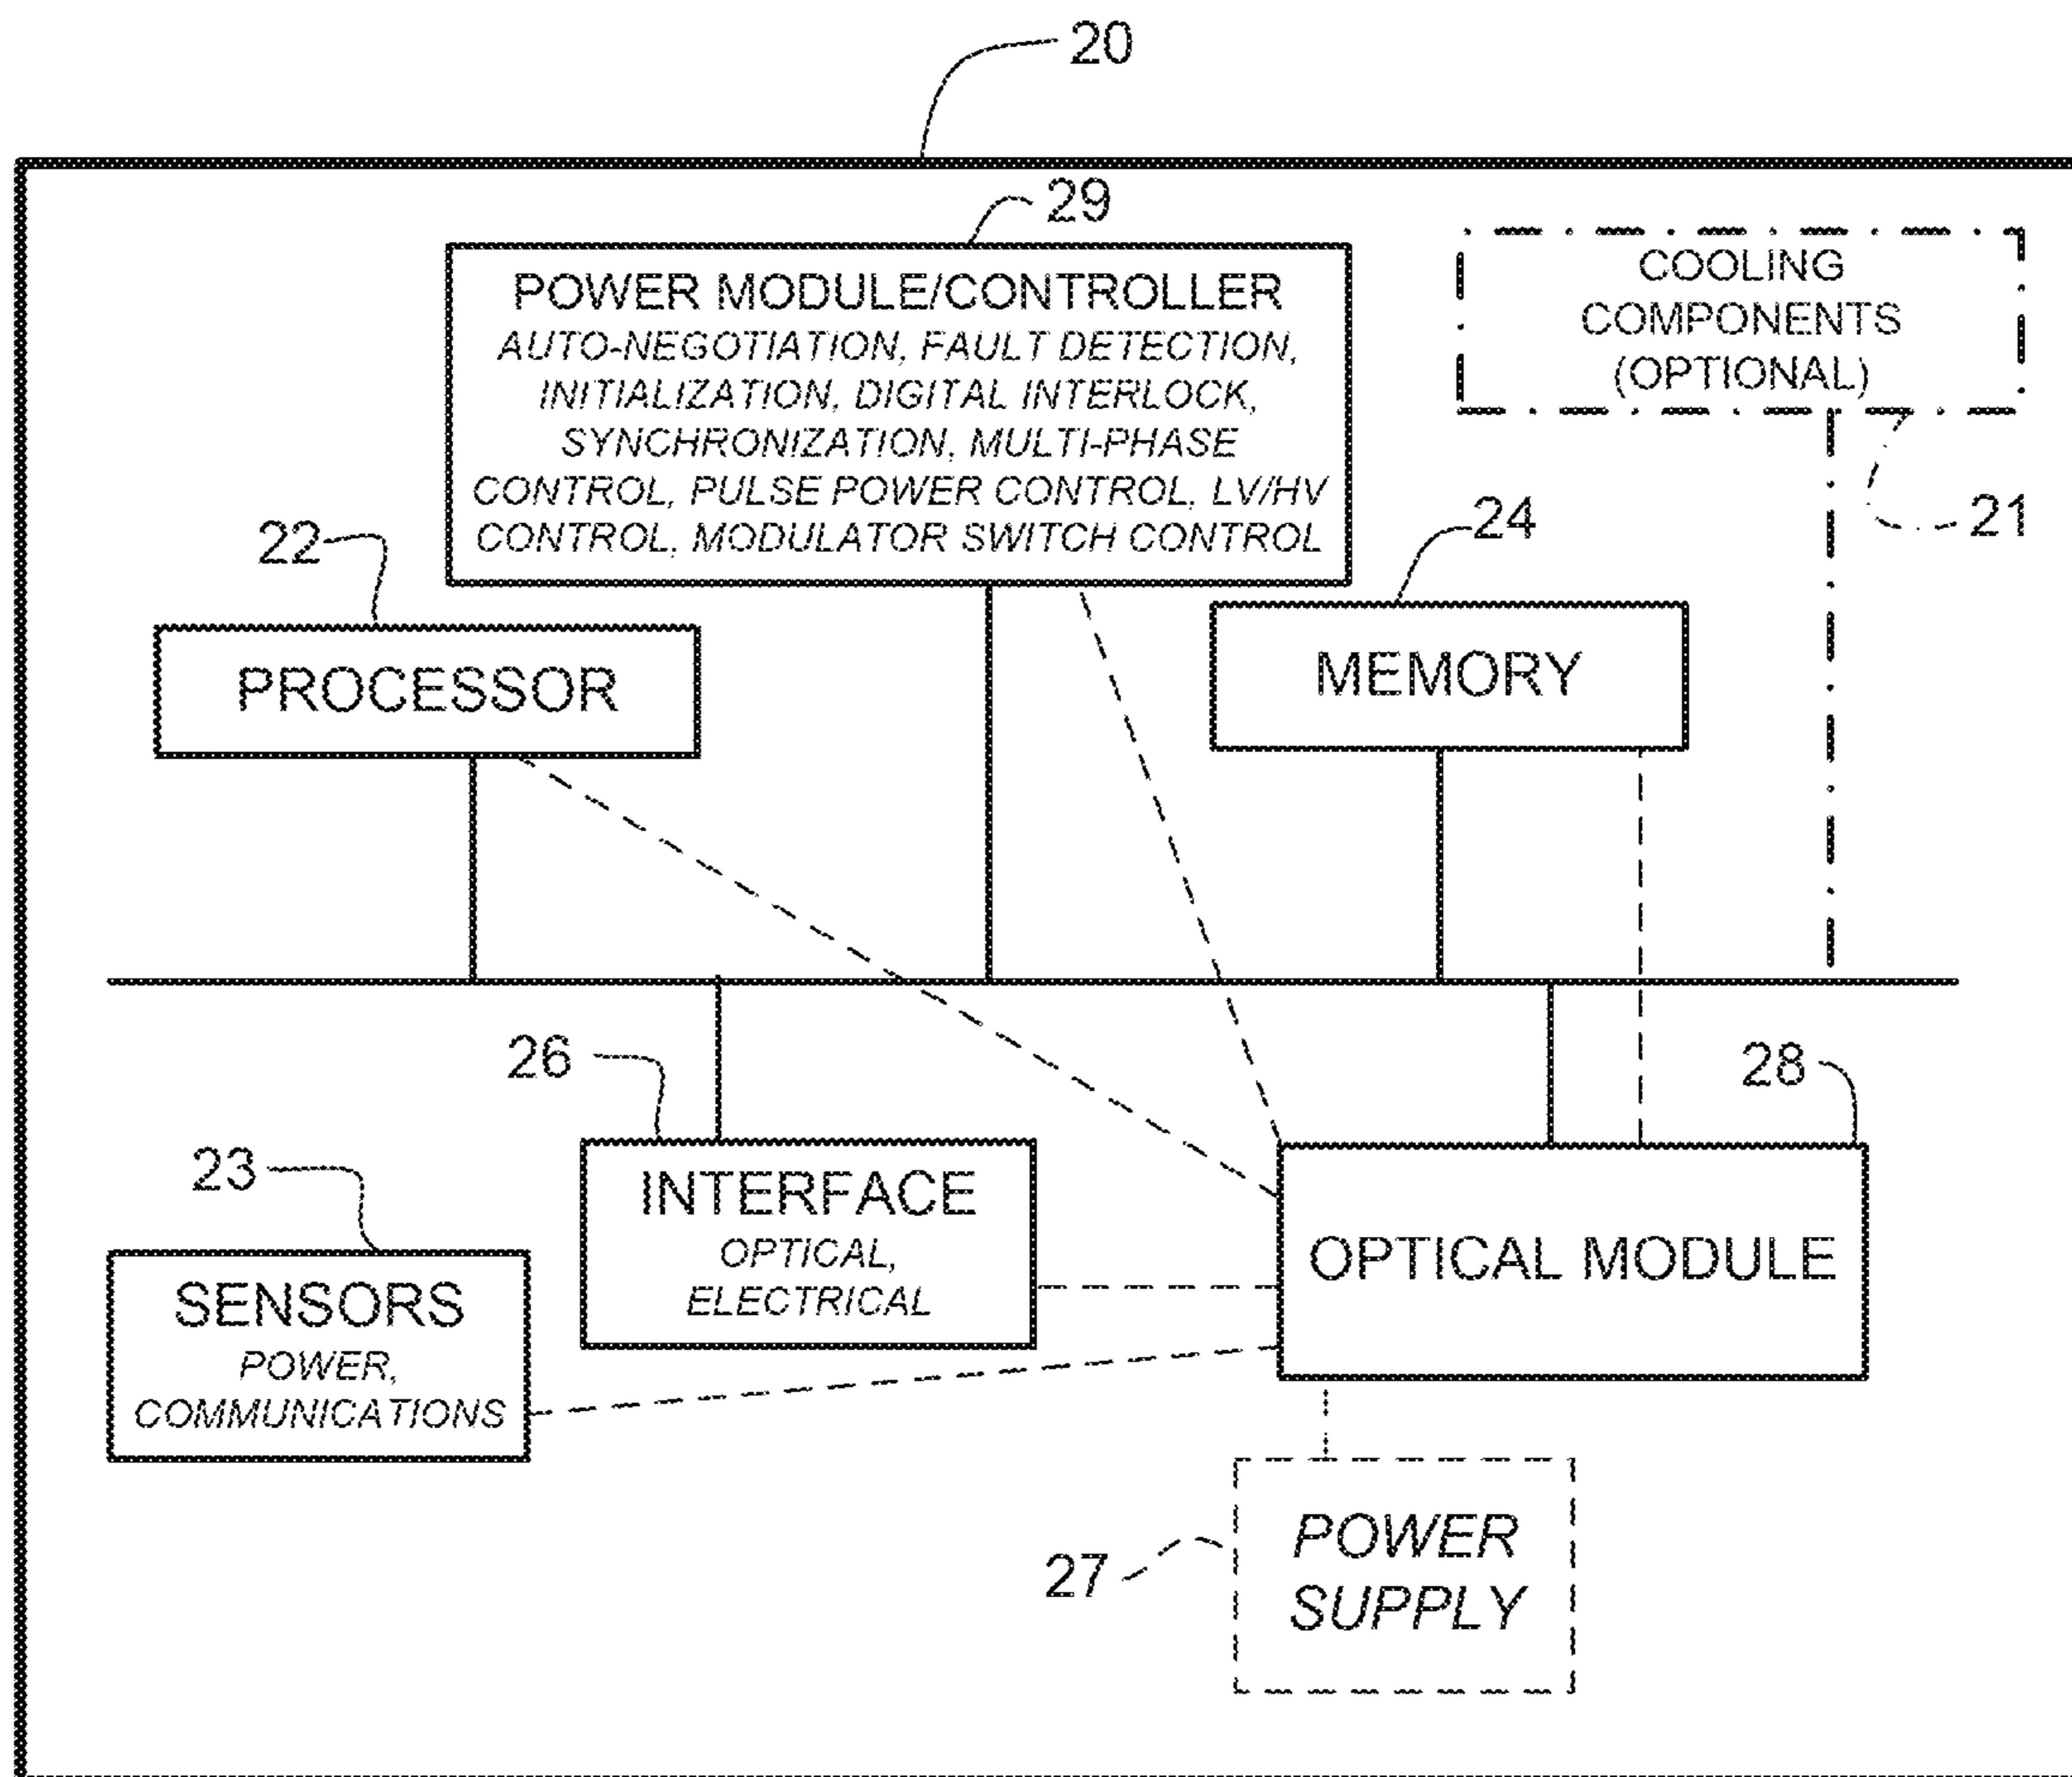 20
29
POWER MODULE/CONTROLLER
AUTO-NEGOTIATION, FAULT DETECTION,
INITIALIZATION, DIGITAL INTERLOCK,
SYNCHRONIZATION, MULTI-PHASE
CONTROL, PULSE POWER CONTROL, LV/HV
CONTROL, MODULATOR SWITCH CONTROL
COOLING
COMPONENTS
(OPTIONAL)
21
22
PROCESSOR
24
MEMORY
26
INTERFACE
OPTICAL,
ELECTRICAL
28
OPTICAL MODULE
23
SENSORS
POWER,
COMMUNICATIONS
27
POWER
SUPPLY